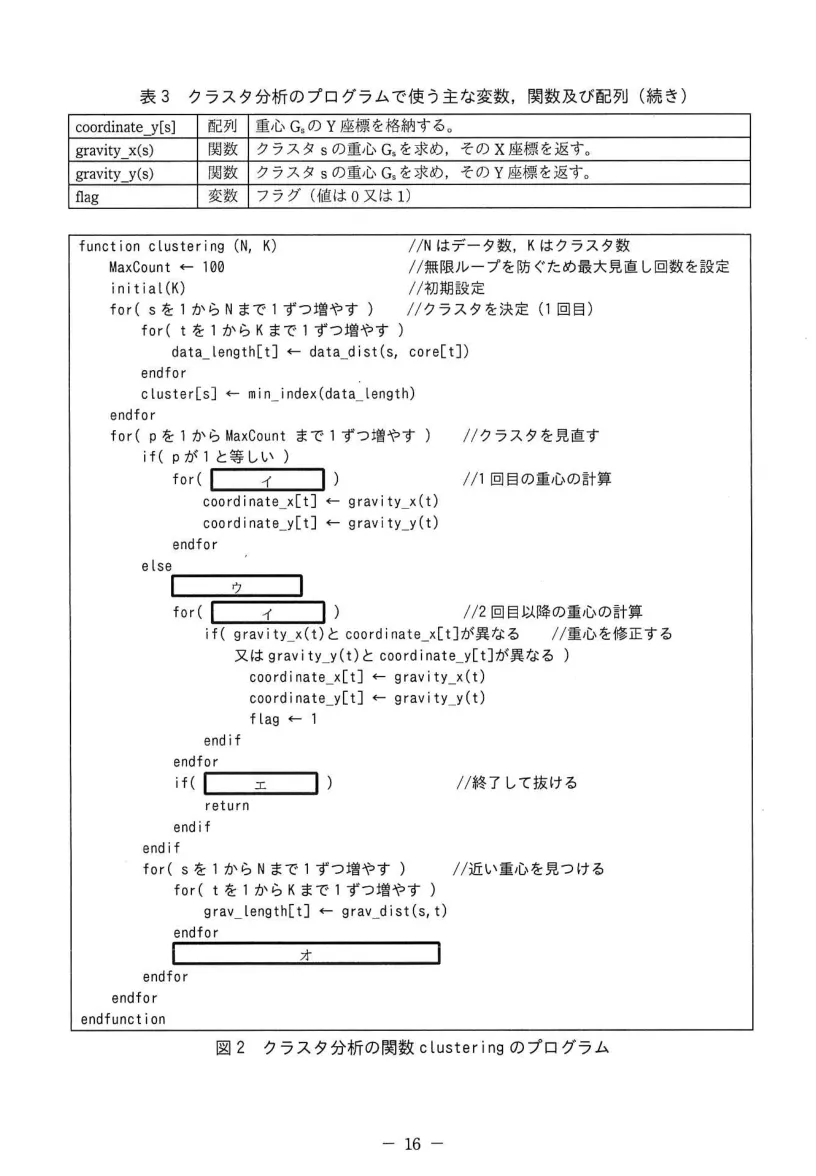 表3 クラスタ分析のプログラムで使う主な変数，関数及び配列（続き）
coordinate_y[s] 配列 重心 Gsの Y 座標を格納する。
gravity_x(s) 関数 クラスタ s の重心 Gsを求め，その X 座標を返す。
gravity_y(s) 関数 クラスタ s の重心 Gsを求め，その Y 座標を返す。
flag 変数 フラグ（値は 0 又は 1）
function clustering (N, K) //N はデータ数，K はクラスタ数
MaxCount ← 100 //無限ループを防ぐため最大見直し回数を設定
initial(K) //初期設定
for( s を 1 から N まで 1 ずつ増やす ) //クラスタを決定（1 回目）
for( t を 1 から K まで 1 ずつ増やす )
data_length[t] ← data_dist(s, core[t])
endfor
cluster[s] ← min_index(data_length)
endfor
for( p を 1 から MaxCount まで 1 ずつ増やす ) //クラスタを見直す
if( p が 1 と等しい )
for( イ ) //1 回目の重心の計算
coordinate_x[t] ← gravity_x(t)
coordinate_y[t] ← gravity_y(t)
endfor
else
ウ
for( イ ) //2 回目以降の重心の計算
if( gravity_x(t)と coordinate_x[t]が異なる //重心を修正する
又は gravity_y(t)と coordinate_y[t]が異なる )
coordinate_x[t] ← gravity_x(t)
coordinate_y[t] ← gravity_y(t)
flag ← 1
endif
endfor
if( エ ) //終了して抜ける
return
endif
endif
for( s を 1 から N まで 1 ずつ増やす ) //近い重心を見つける
for( t を 1 から K まで 1 ずつ増やす )
grav_length[t] ← grav_dist(s,t)
endfor
オ
endfor
endfor
endfunction
図2 クラスタ分析の関数 clustering のプログラム
－ 16 －